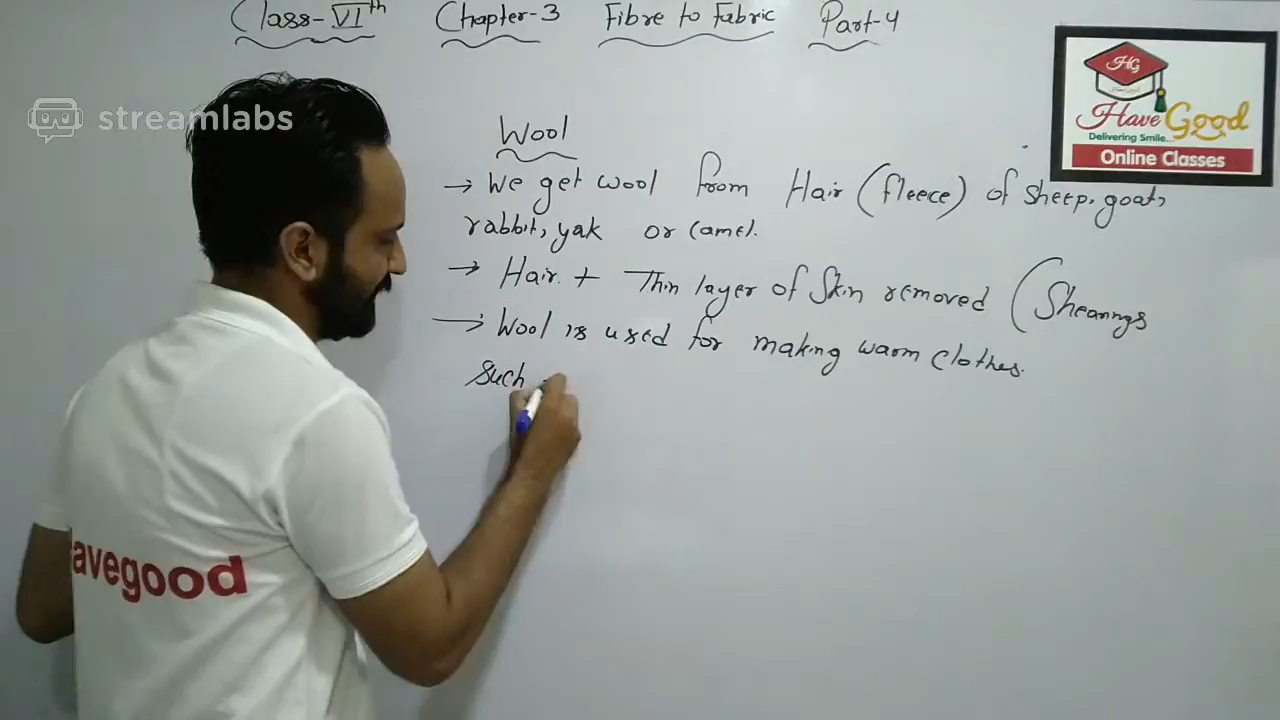 Class-VIth Chapter-3 Fibre to Fabric Part-4
streamlabs
HG
Have Good
Delivering Smile...
Online Classes
Wool
→ We get wool from Hair (fleece) of sheep, goat,
rabbit, yak or camel.
→ Hair + Thin layer of Skin removed (Shearings
→ Wool is used for making warm clothes.
such
avegood